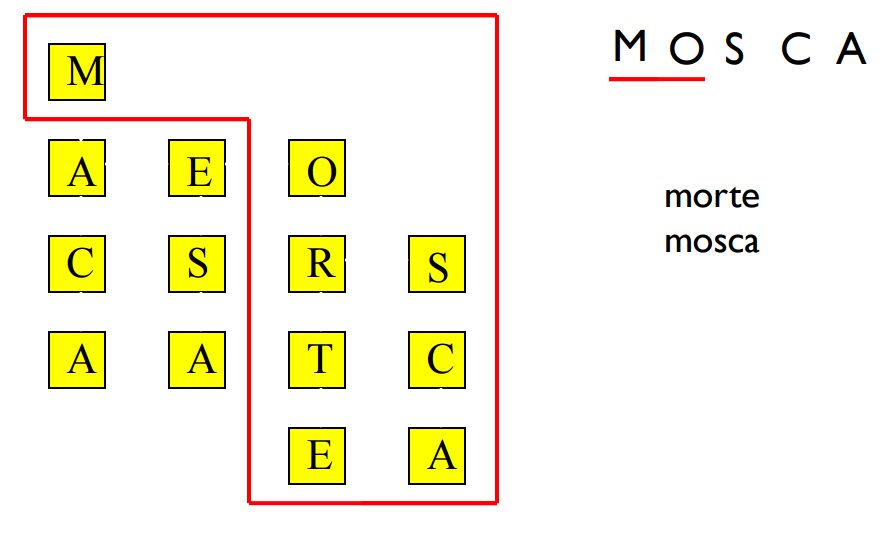 M
M O S C A
A E O
morte
mosca
C S R S
A A T C
E A